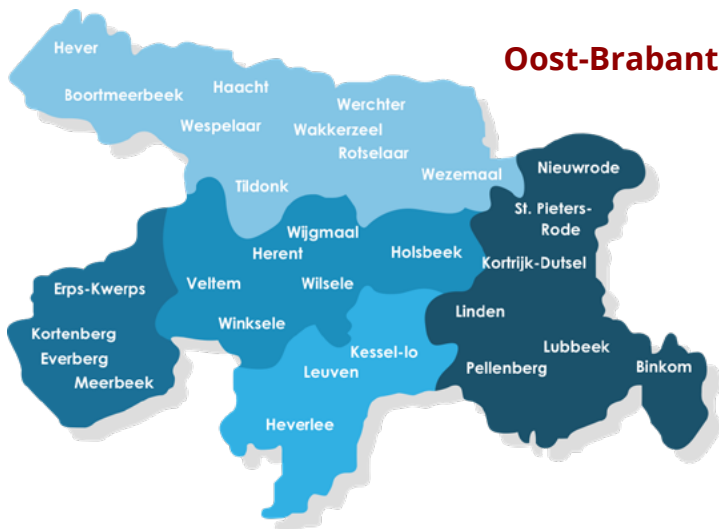 Oost-Brabant
Hever
Boortmeerbeek
Haacht
Werchter
Wespelaar
Wakkerzeel
Rotselaar
Wezemaal
Tildonk
Nieuwrode
St. Pieters-
Rode
Kortrijk-Dutsel
Wijgmaal
Herent
Holsbeek
Veltem
Wilsele
Winksele
Erps-Kwerps
Kortenberg
Everberg
Meerbeek
Linden
Lubbeek
Pellenberg
Binkom
Kessel-lo
Leuven
Heverlee